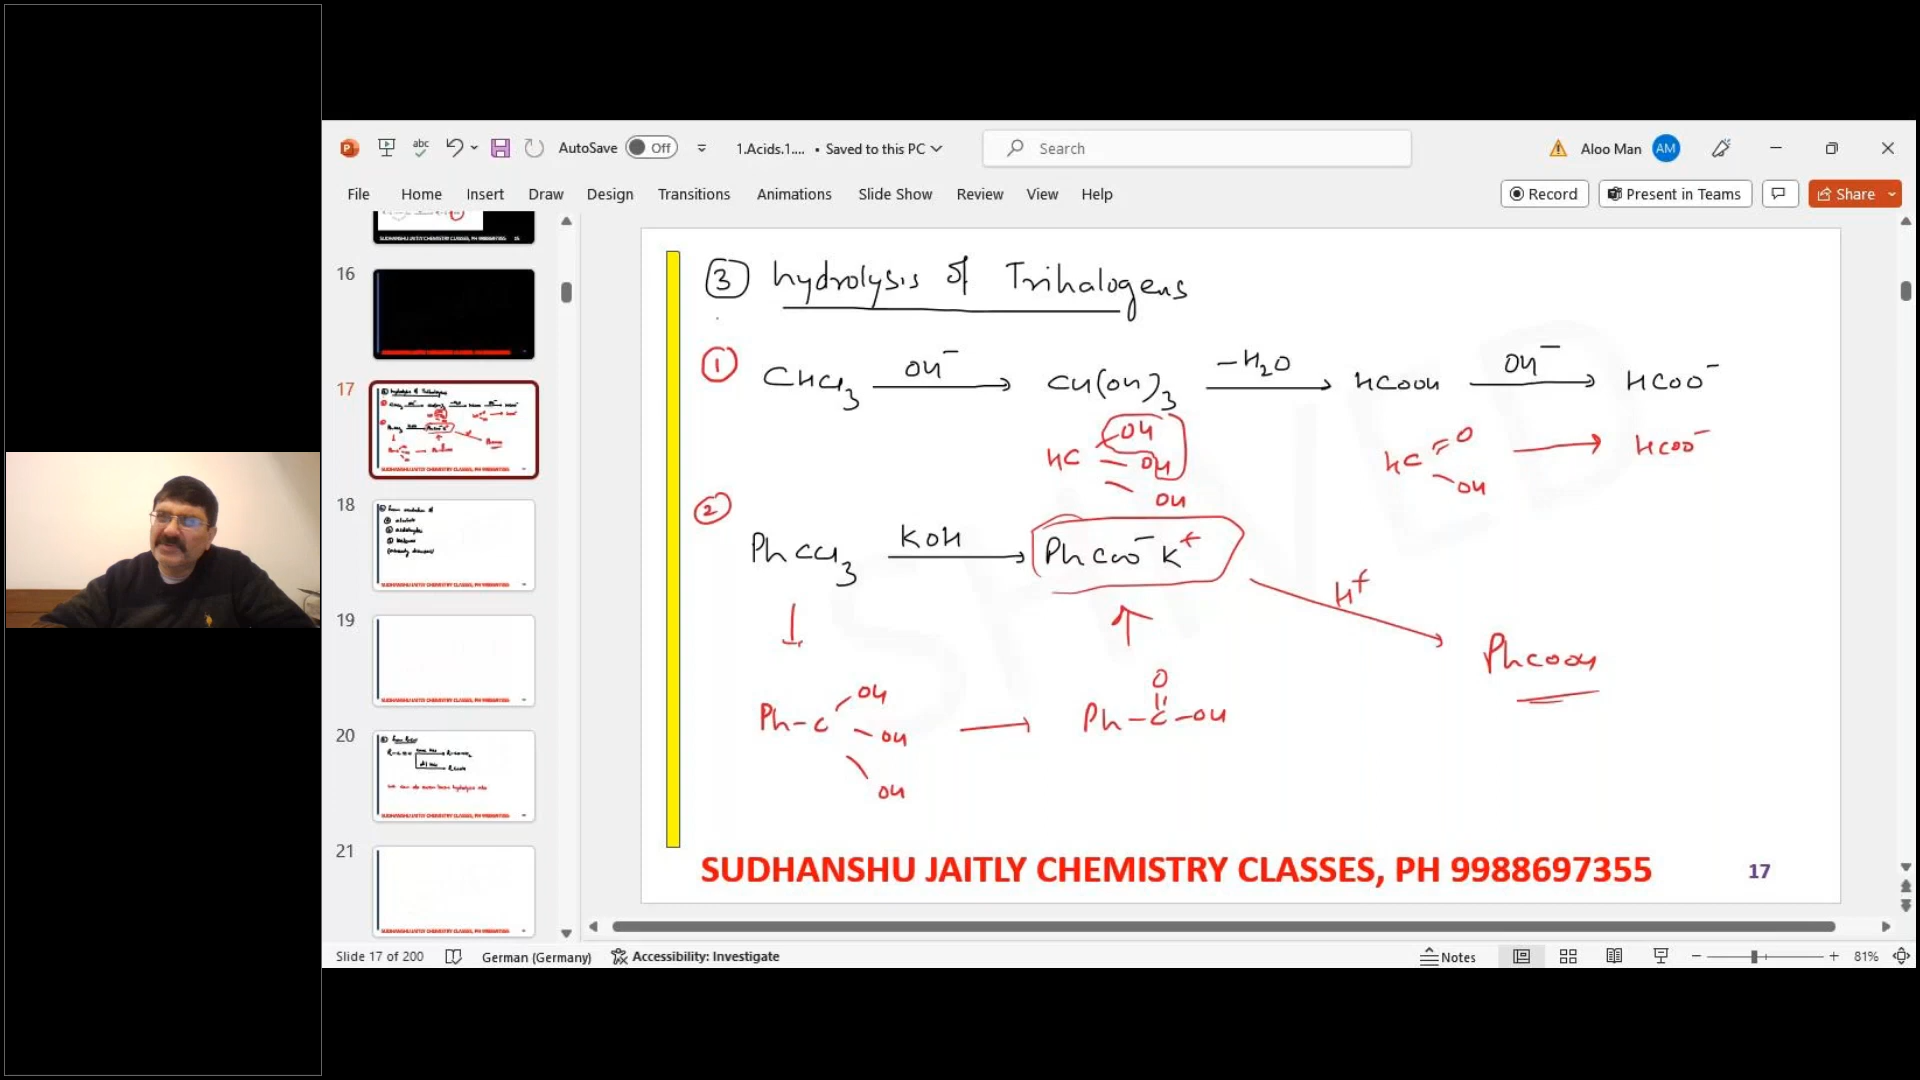 AutoSave Off 1.Acids.1.... • Saved to this PC Search Aloo Man AM
File Home Insert Draw Design Transitions Animations Slide Show Review View Help Record Present in Teams Share
16
17
18
19
20
21
③ hydrolysis of Trihalogens
① CHCl₃ —OH⁻→ CH(OH)₃ —-H₂O→ HCOOH —OH⁻→ HCOO⁻
HC OH OH OH
HC =O OH → HCOO⁻
② PhCCl₃ —KOH→ PhCOO⁻K⁺
H⁺
PhCOOH
Ph-C OH OH OH → Ph-C-OH
O
SUDHANSHU JAITLY CHEMISTRY CLASSES, PH 9988697355 17
Slide 17 of 200 German (Germany) Accessibility: Investigate Notes 81%